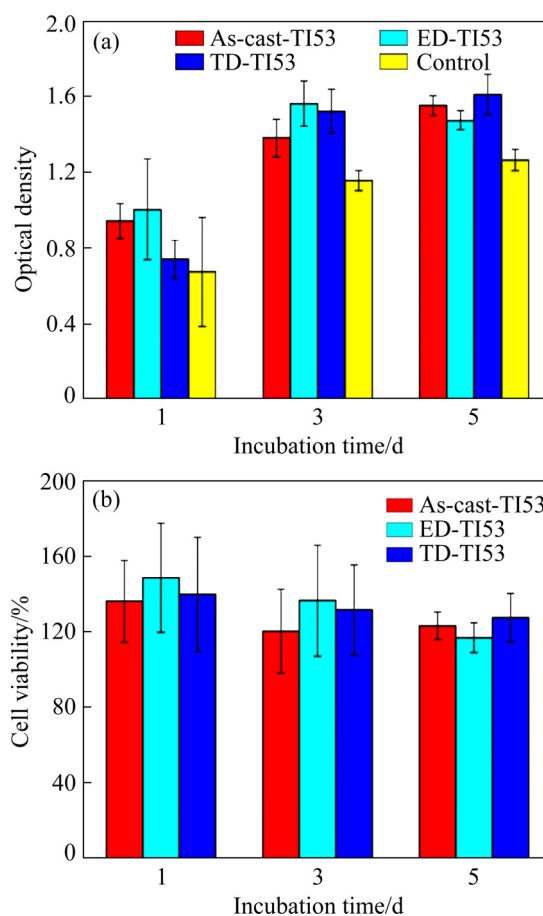 (a)
As-cast-TI53 ED-TI53
TD-TI53 Control
2.0
1.6
1.2
0.8
0.4
0
Optical density
1 3 5
Incubation time/d
(b)
As-cast-TI53
ED-TI53
TD-TI53
200
160
120
80
40
0
Cell viability/%
1 3 5
Incubation time/d